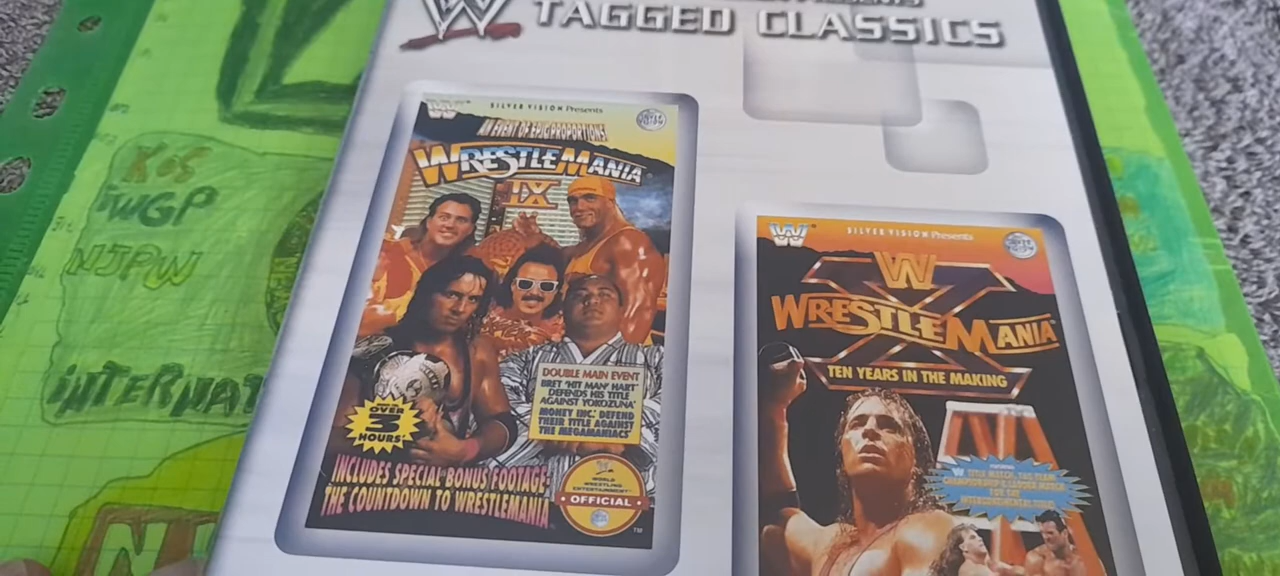 PRESENTS
TAGGED CLASSICS
SILVER VISION Presents
AN EVENT OF EPIC PROPORTIONS
WRESTLEMANIA
IX
DOUBLE MAIN EVENT
BRET 'HIT MAN' HART
DEFENDS HIS TITLE
AGAINST YOKOZUNA
MONEY INC. DEFEND
THEIR TITLE AGAINST
THE MEGAMANIACS
OVER
3
HOURS
INCLUDES SPECIAL BONUS FOOTAGE
THE COUNTDOWN TO WRESTLEMANIA
WORLD
WRESTLING
ENTERTAINMENT
OFFICIAL
TM
SILVER VISION Presents
WRESTLEMANIA
TEN YEARS IN THE MAKING
IWGP
NJPW
INTERNAT